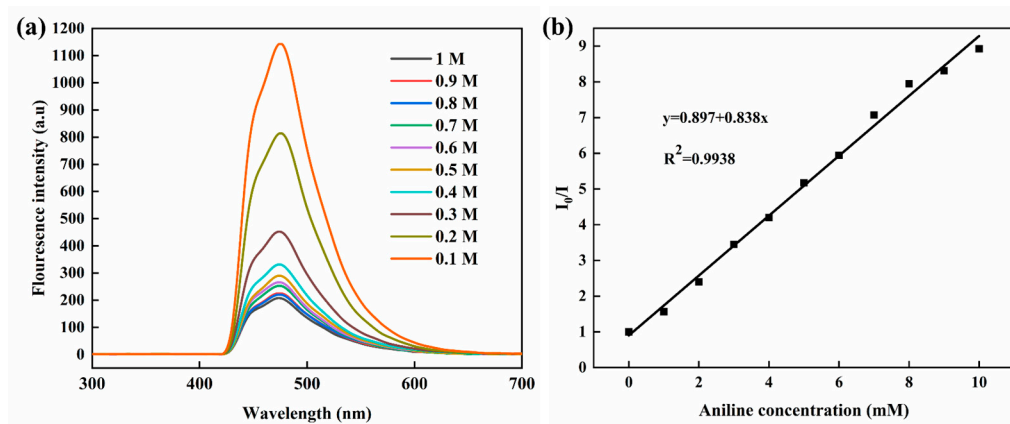 (a)
Flouresence intensity (a.u)
1200
1100
1000
900
800
700
600
500
400
300
200
100
0
300
400
500
600
700
Wavelength (nm)
1 M
0.9 M
0.8 M
0.7 M
0.6 M
0.5 M
0.4 M
0.3 M
0.2 M
0.1 M
(b)
I₀/I
9
8
7
6
5
4
3
2
1
0
y=0.897+0.838x
R²=0.9938
0
2
4
6
8
10
Aniline concentration (mM)